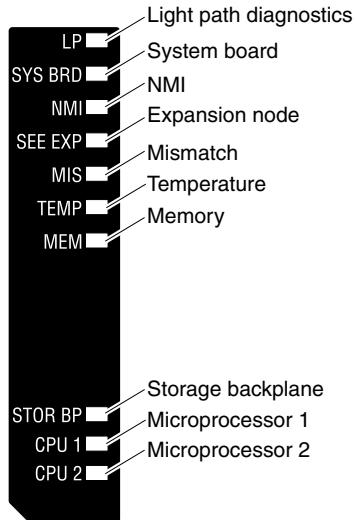 LP Light path diagnostics
SYS BRD System board
NMI NMI
SEE EXP Expansion node
MIS Mismatch
TEMP Temperature
MEM Memory
STOR BP Storage backplane
CPU 1 Microprocessor 1
CPU 2 Microprocessor 2